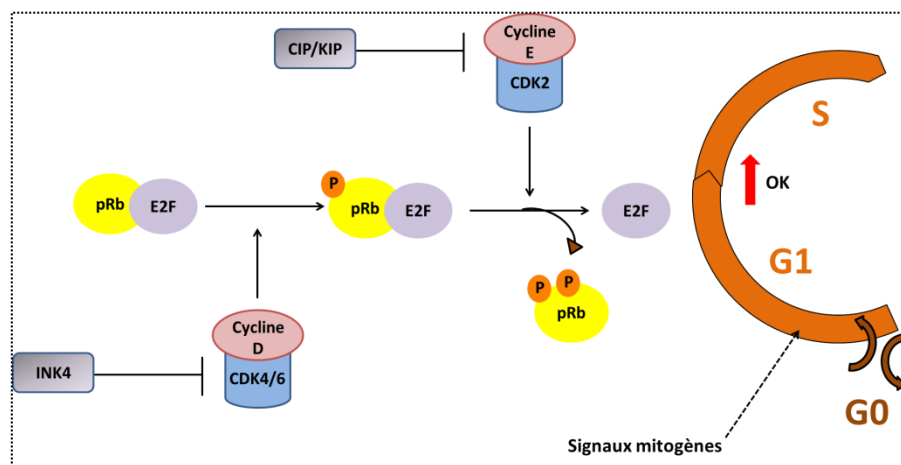 CIP/KIP
Cycline
E
CDK2
S
OK
P
pRb
E2F
pRb
E2F
E2F
G1
P
P
pRb
Cycline
D
CDK4/6
INK4
G0
Signaux mitogènes